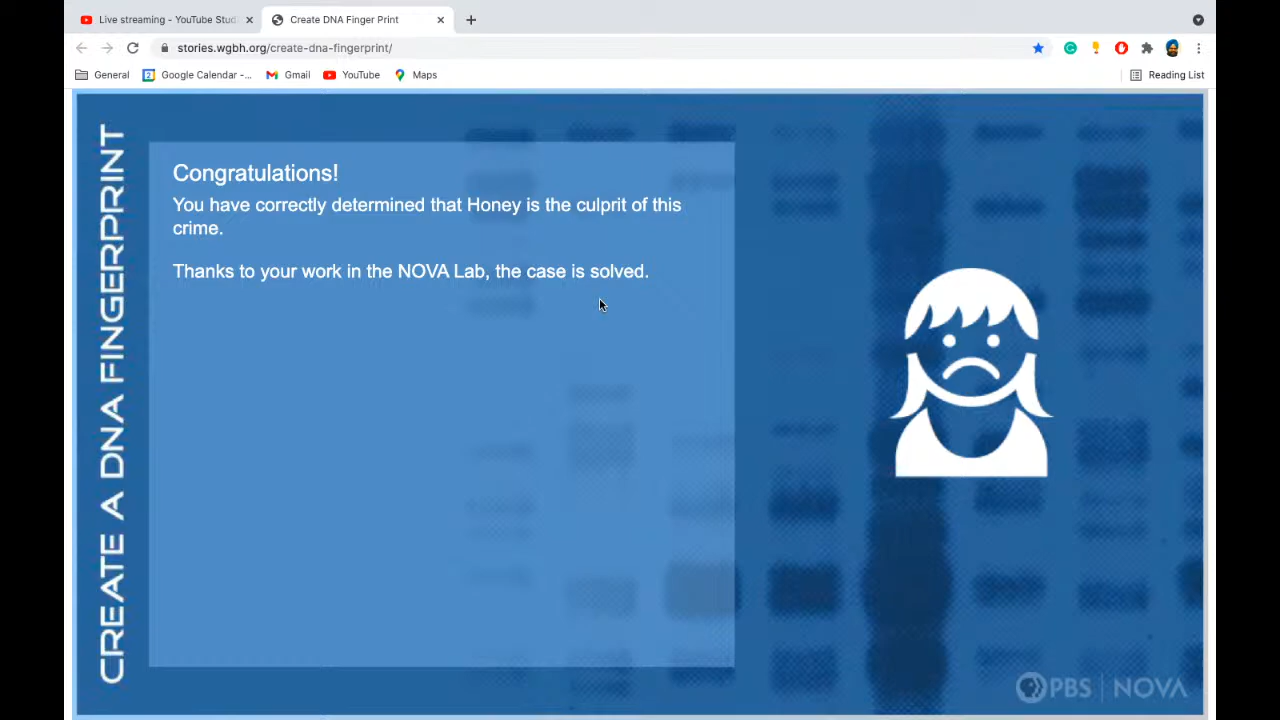 Live streaming - YouTube Stud
Create DNA Finger Print
stories.wgbh.org/create-dna-fingerprint/
General
Google Calendar -...
Gmail
YouTube
Maps
Reading List
CREATE A DNA FINGERPRINT
Congratulations!
You have correctly determined that Honey is the culprit of this
crime.
Thanks to your work in the NOVA Lab, the case is solved.
PBS | NOVA